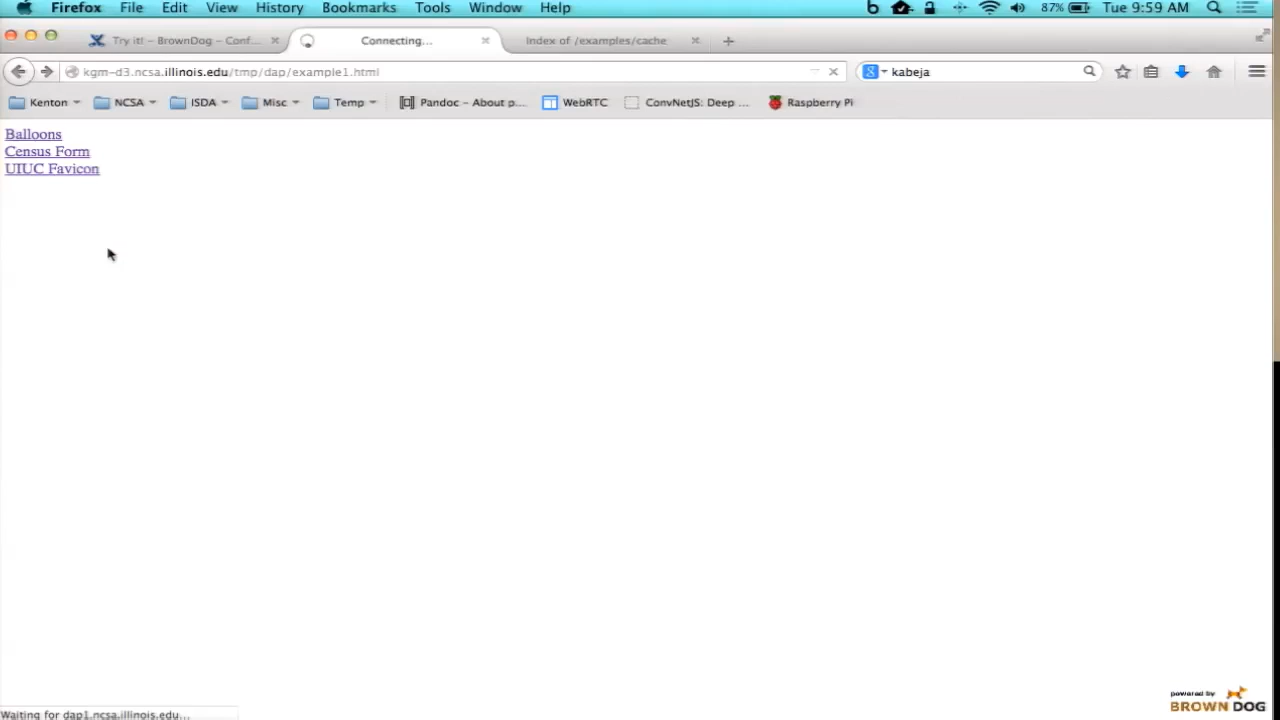 Firefox File Edit View History Bookmarks Tools Window Help 87% Tue 9:59 AM
Try it! – BrownDog – Conf... Connecting... Index of /examples/cache
kgm-d3.ncsa.illinois.edu/tmp/dap/example1.html kabeja
Kenton NCSA ISDA Misc Temp Pandoc – About p... WebRTC ConvNetJS: Deep ... Raspberry Pi
Balloons
Census Form
UIUC Favicon
powered by
BROWN DOG
Waiting for dap1.ncsa.illinois.edu...